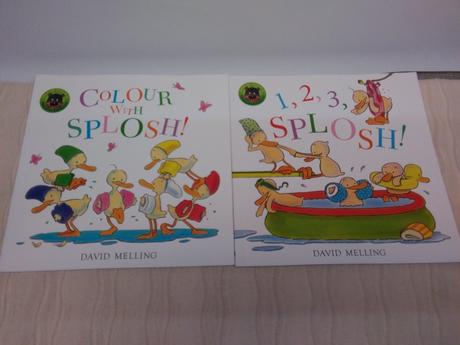 COLOUR
WITH
SPLOSH!
DAVID MELLING
1, 2, 3,
SPLOSH!
DAVID MELLING